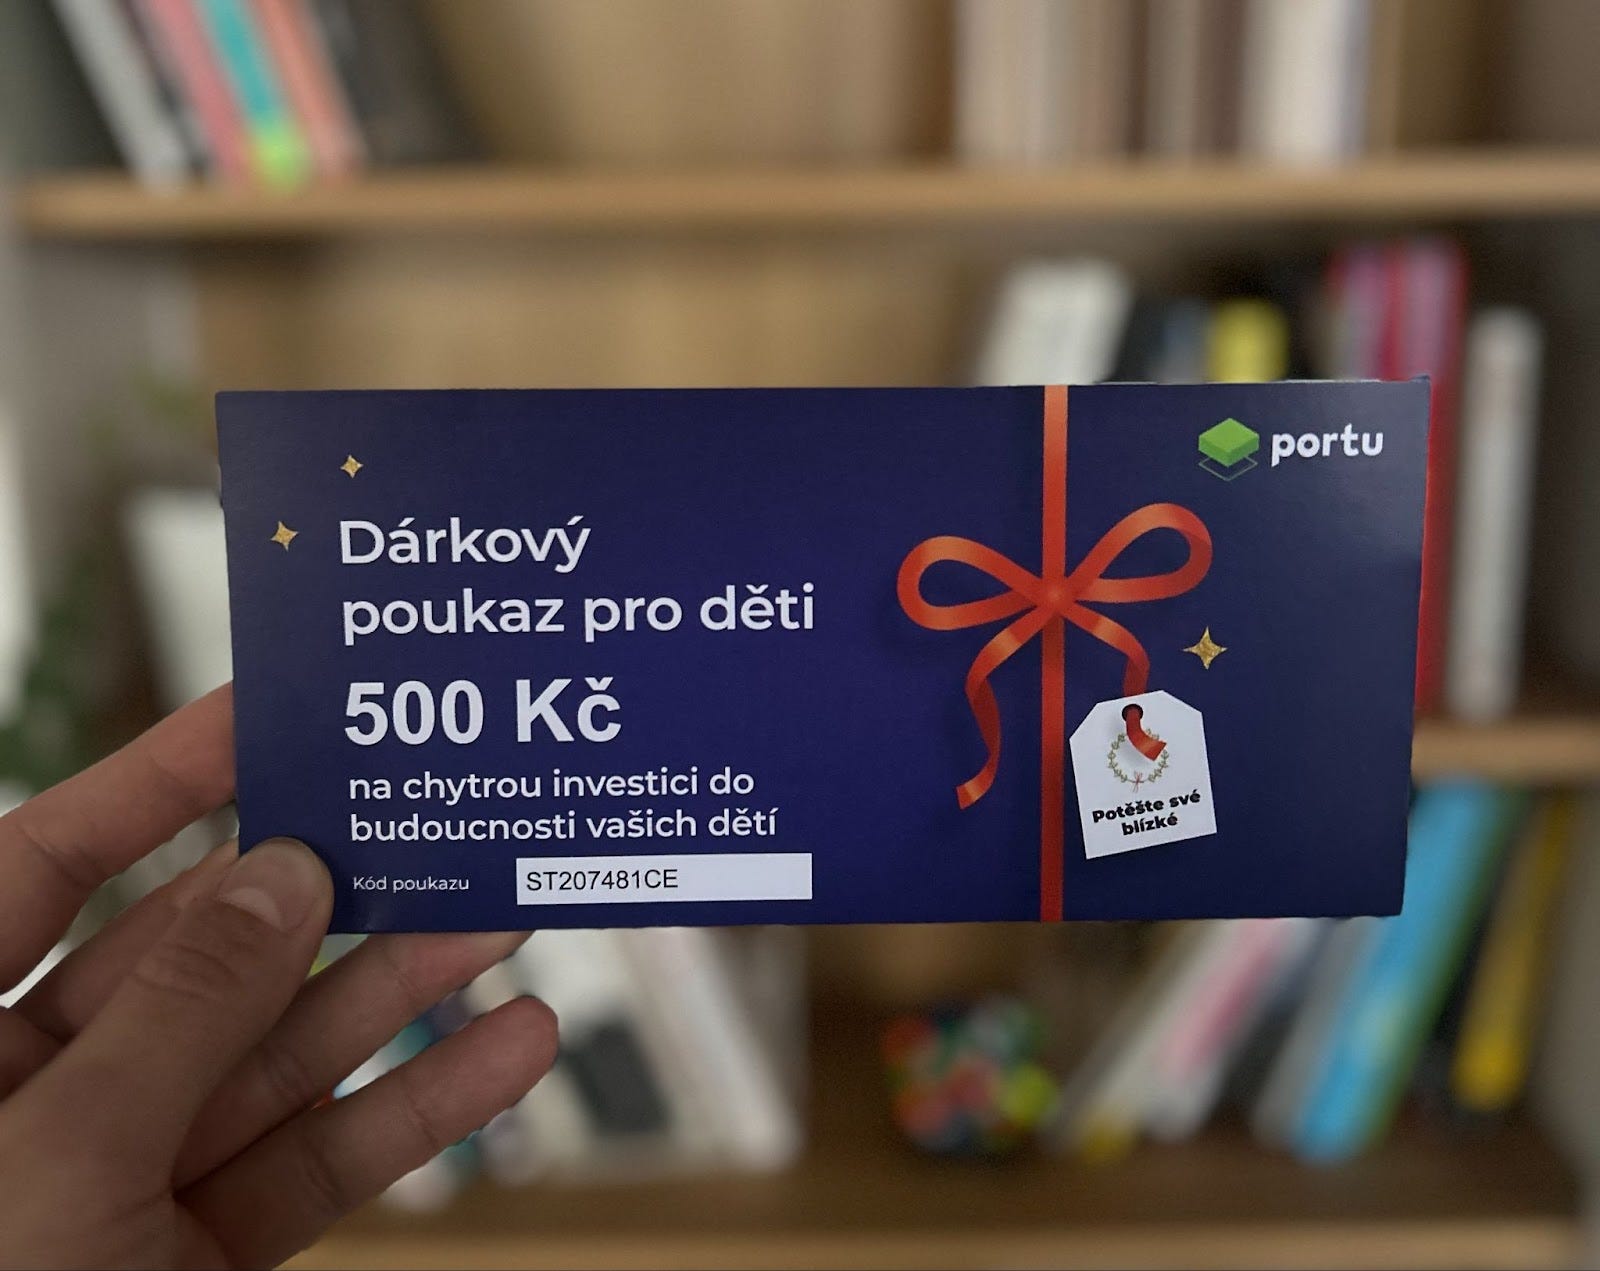 portu
Dárkový
poukaz pro děti
500 Kč
na chytrou investici do
budoucnosti vašich dětí
Kód poukazu
ST207481CE
Potěšte své
blízké